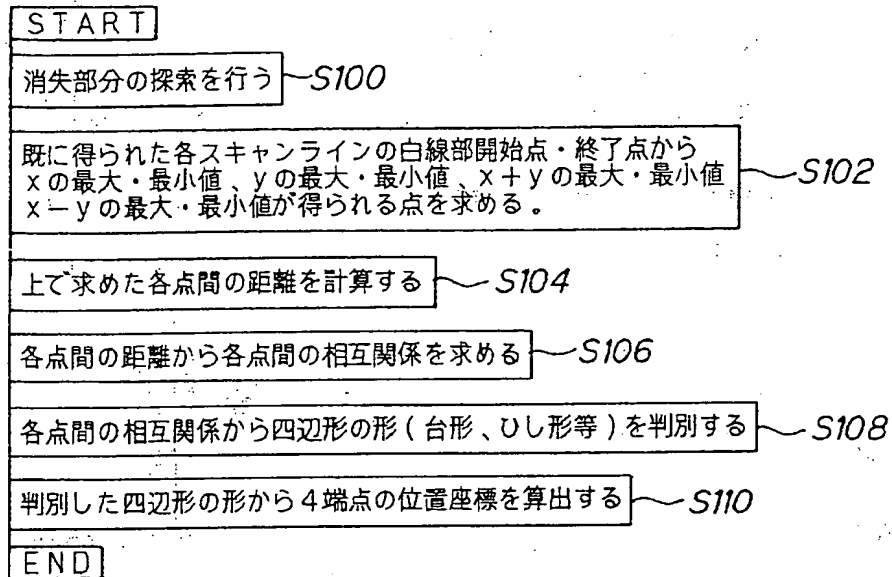 START
消失部分の探索を行う S100
既に得られた各スキャンラインの白線部開始点・終了点から
xの最大・最小値、yの最大・最小値、x+yの最大・最小値 S102
x-yの最大・最小値が得られる点を求める。
上で求めた各点間の距離を計算する S104
各点間の距離から各点間の相互関係を求める S106
各点間の相互関係から四辺形の形(台形、ひし形等)を判別する S108
判別した四辺形の形から4端点の位置座標を算出する S110
END